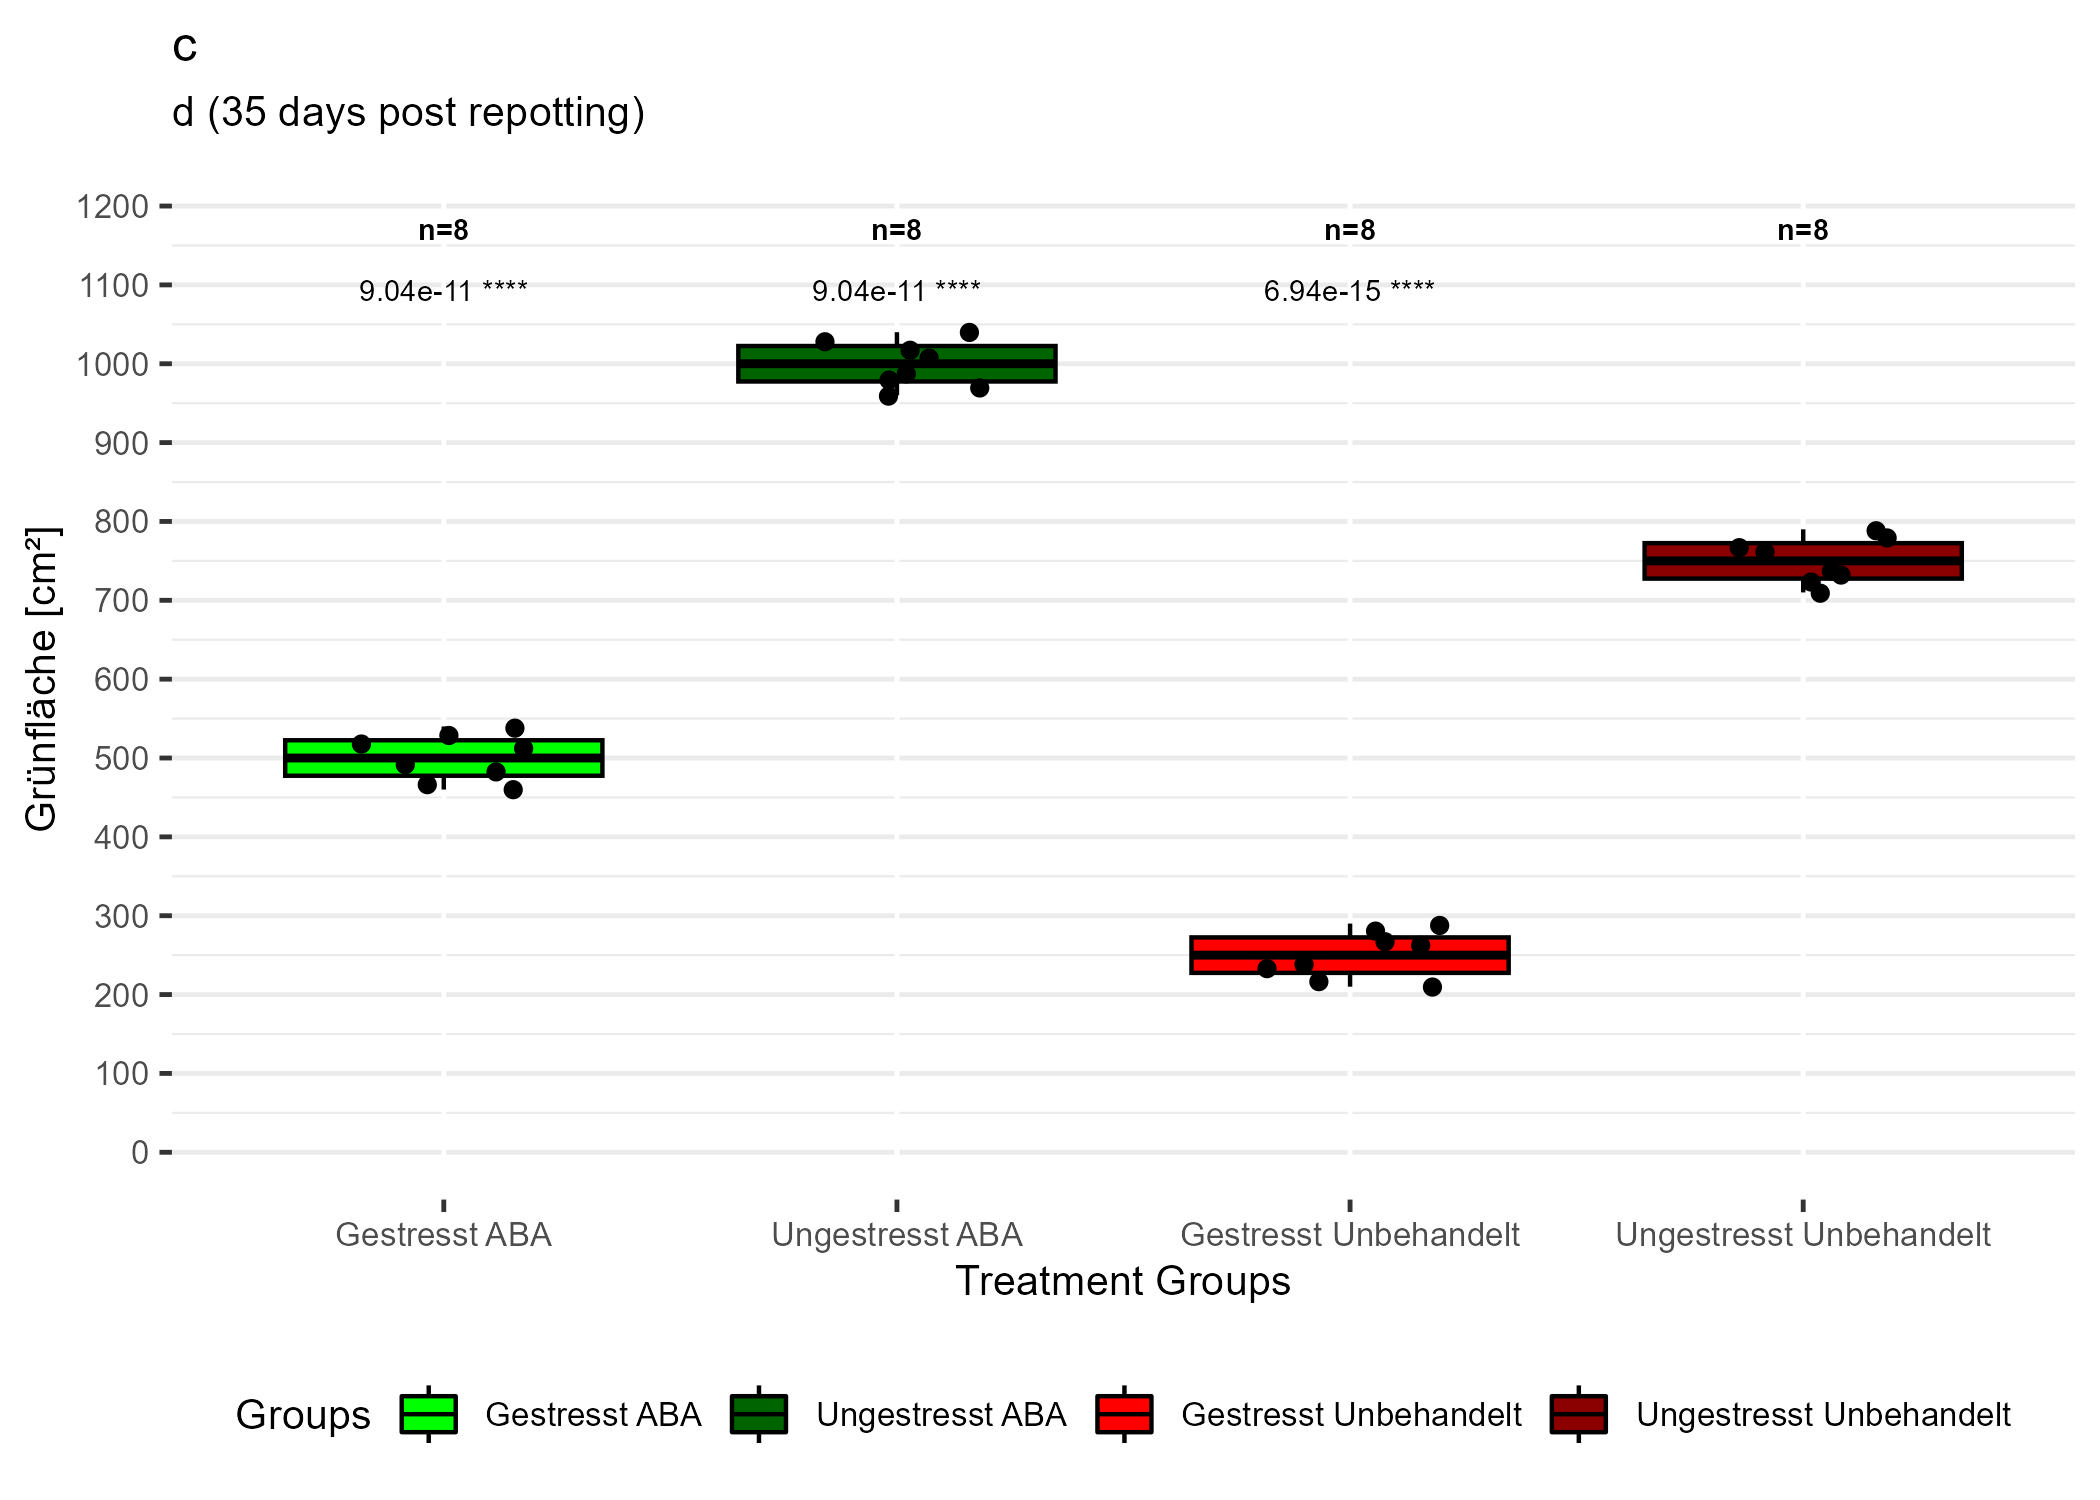 c
d (35 days post repotting)
1200
1100
1000
900
800
700
600
500
400
300
200
100
0
Grünfläche [cm²]
n=8 n=8 n=8 n=8
9.04e-11 **** 9.04e-11 **** 6.94e-15 ****
Gestresst ABA Ungestresst ABA Gestresst Unbehandelt Ungestresst Unbehandelt
Treatment Groups
Groups Gestresst ABA Ungestresst ABA Gestresst Unbehandelt Ungestresst Unbehandelt